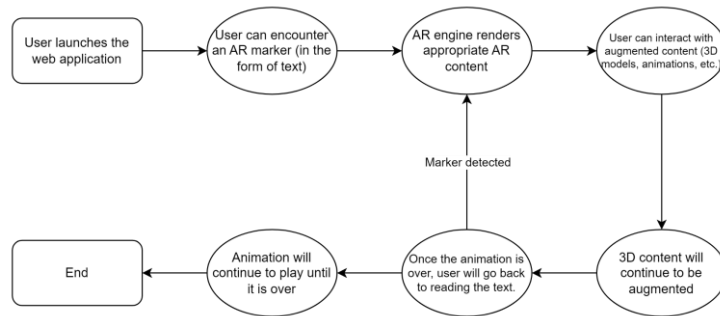 User launches the
web application
User can encounter
an AR marker (in the
form of text)
AR engine renders
appropriate AR
content
User can interact with
augmented content (3D
models, animations, etc.)
Marker detected
End
Animation will
continue to play until
it is over
Once the animation is
over, user will go back
to reading the text.
3D content will
continue to be
augmented